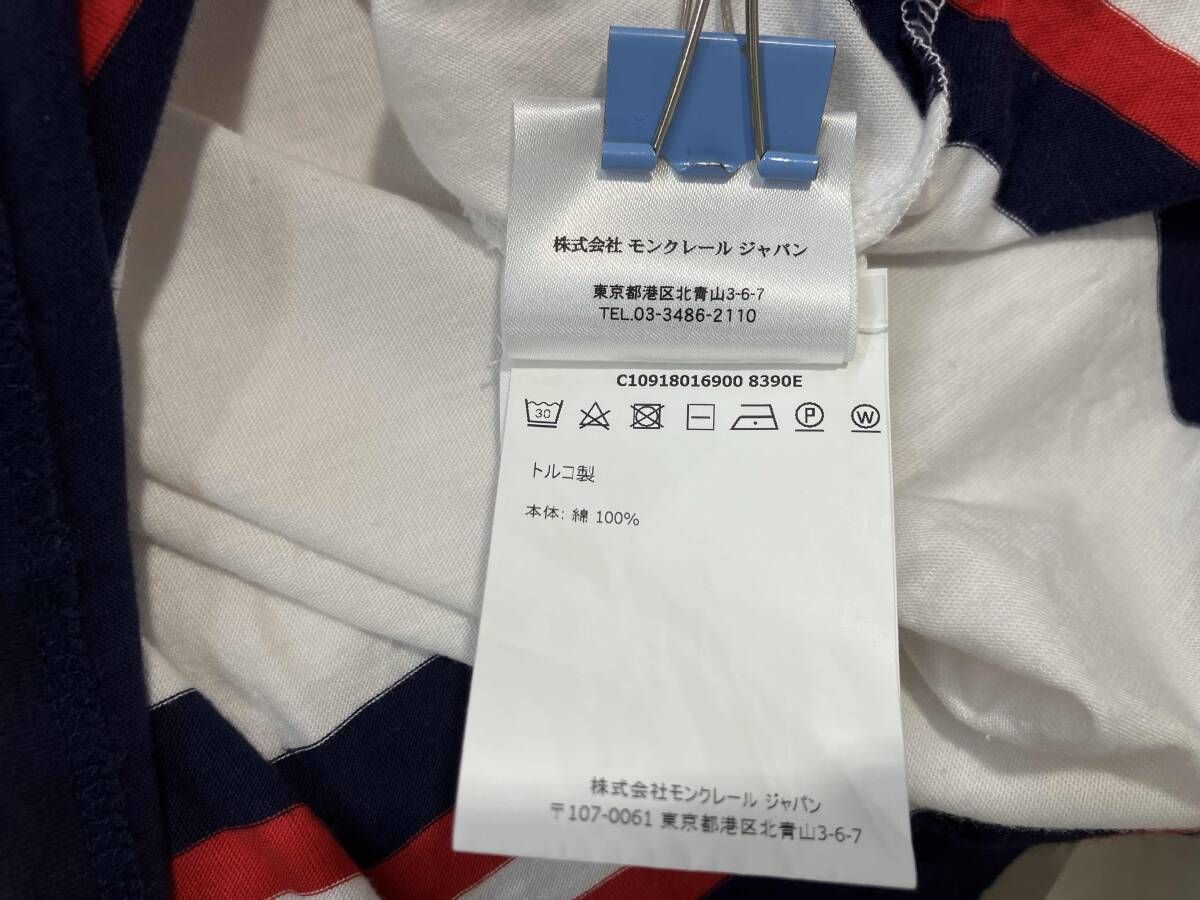 株式会社 モンクレール ジャパン
東京都港区北青山3-6-7
TEL.03-3486-2110
C10918016900 8390E
30 P W
トルコ製
本体: 綿 100%
株式会社モンクレール ジャパン
〒107-0061 東京都港区北青山3-6-7